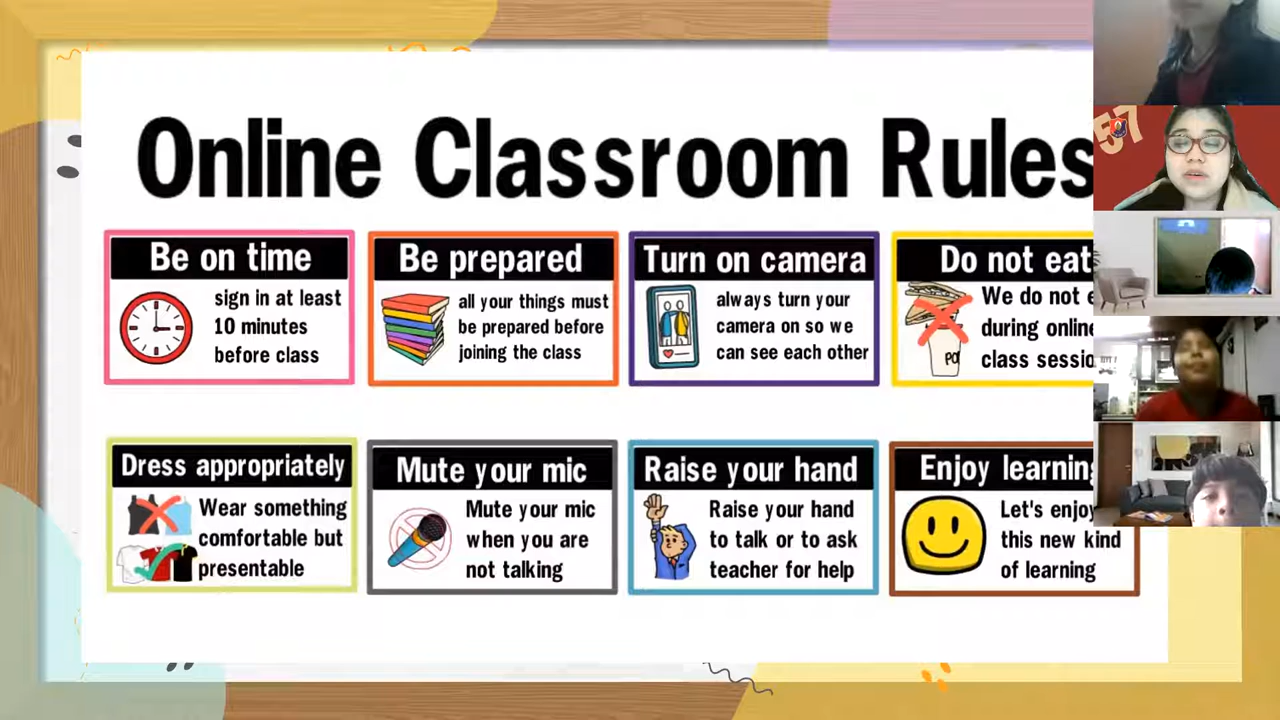 Online Classroom Rules
Be on time
sign in at least
10 minutes
before class
Be prepared
all your things must
be prepared before
joining the class
Turn on camera
always turn your
camera on so we
can see each other
Do not eat
We do not
during online
class
Dress appropriately
Wear something
comfortable but
presentable
Mute your mic
Mute your mic
when you are
not talking
Raise your hand
Raise your hand
to talk or to ask
teacher for help
Enjoy learning
Let's enjoy
this new kind
of learning
57